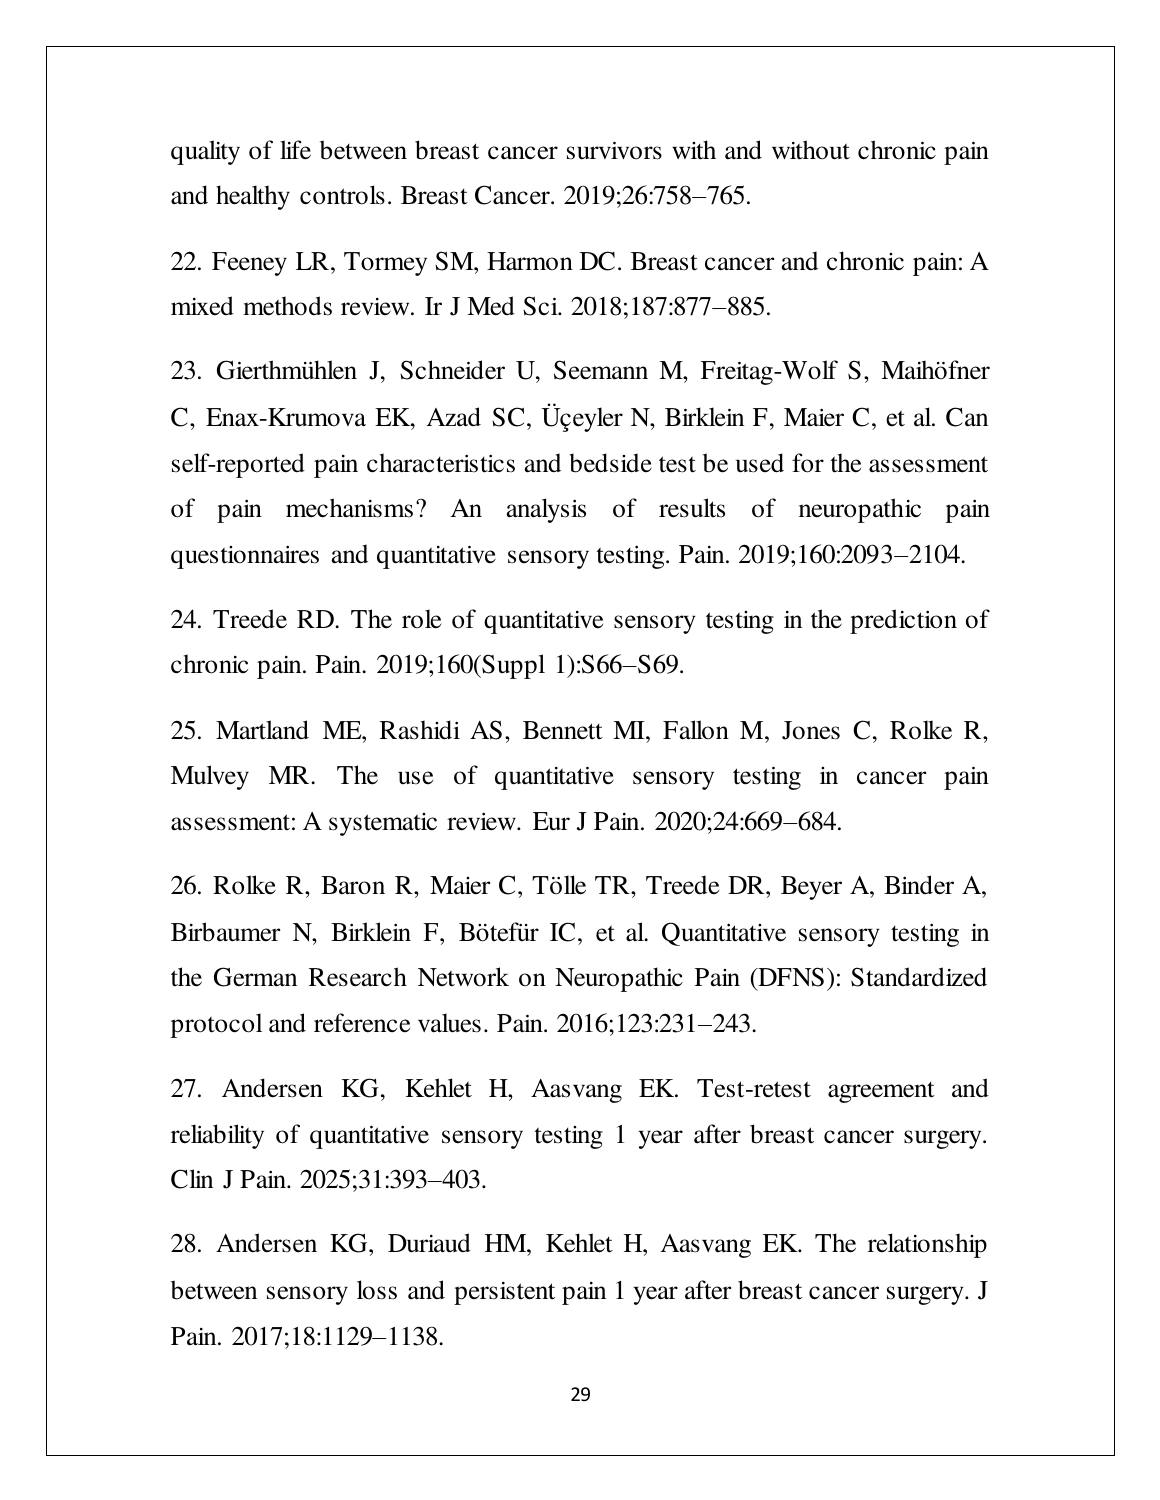 quality of life between breast cancer survivors with and without chronic pain
and healthy controls. Breast Cancer. 2019;26:758–765.
22. Feeney LR, Tormey SM, Harmon DC. Breast cancer and chronic pain: A
mixed methods review. Ir J Med Sci. 2018;187:877–885.
23. Gierthmühlen J, Schneider U, Seemann M, Freitag-Wolf S, Maihöfner
C, Enax-Krumova EK, Azad SC, Üçeyler N, Birklein F, Maier C, et al. Can
self-reported pain characteristics and bedside test be used for the assessment
of pain mechanisms? An analysis of results of neuropathic pain
questionnaires and quantitative sensory testing. Pain. 2019;160:2093–2104.
24. Treede RD. The role of quantitative sensory testing in the prediction of
chronic pain. Pain. 2019;160(Suppl 1):S66–S69.
25. Martland ME, Rashidi AS, Bennett MI, Fallon M, Jones C, Rolke R,
Mulvey MR. The use of quantitative sensory testing in cancer pain
assessment: A systematic review. Eur J Pain. 2020;24:669–684.
26. Rolke R, Baron R, Maier C, Tölle TR, Treede DR, Beyer A, Binder A,
Birbaumer N, Birklein F, Bötefür IC, et al. Quantitative sensory testing in
the German Research Network on Neuropathic Pain (DFNS): Standardized
protocol and reference values. Pain. 2016;123:231–243.
27. Andersen KG, Kehlet H, Aasvang EK. Test-retest agreement and
reliability of quantitative sensory testing 1 year after breast cancer surgery.
Clin J Pain. 2025;31:393–403.
28. Andersen KG, Duriaud HM, Kehlet H, Aasvang EK. The relationship
between sensory loss and persistent pain 1 year after breast cancer surgery. J
Pain. 2017;18:1129–1138.
29